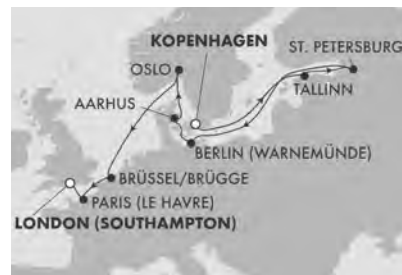 KOPENHAGEN
ST. PETERSBURG
OSLO
TALLINN
AARHUS
BERLIN (WARNEMÜNDE)
BRÜSSEL/BRÜGGE
PARIS (LE HAVRE)
LONDON (SOUTHAMPTON)